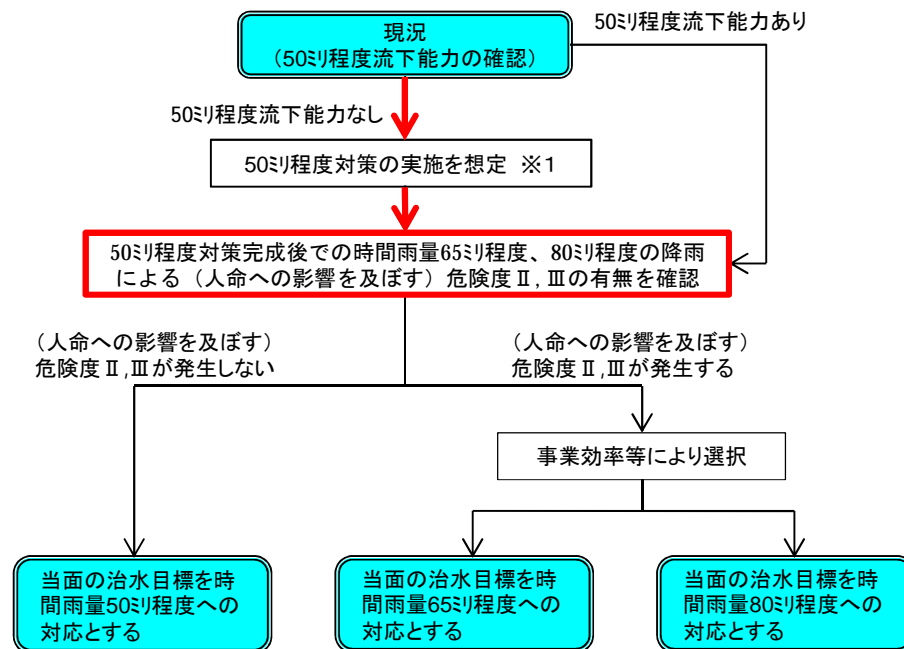 現況
(50ミリ程度流下能力の確認)
50ミリ程度流下能力あり
50ミリ程度流下能力なし
50ミリ程度対策の実施を想定 ※1
50ミリ程度対策完成後での時間雨量65ミリ程度、80ミリ程度の降雨
による（人命への影響を及ぼす）危険度Ⅱ,Ⅲの有無を確認
（人命への影響を及ぼす）
危険度Ⅱ,Ⅲが発生しない
（人命への影響を及ぼす）
危険度Ⅱ,Ⅲが発生する
事業効率等により選択
当面の治水目標を時
間雨量50ミリ程度への
対応とする
当面の治水目標を時
間雨量65ミリ程度への
対応とする
当面の治水目標を時
間雨量80ミリ程度への
対応とする